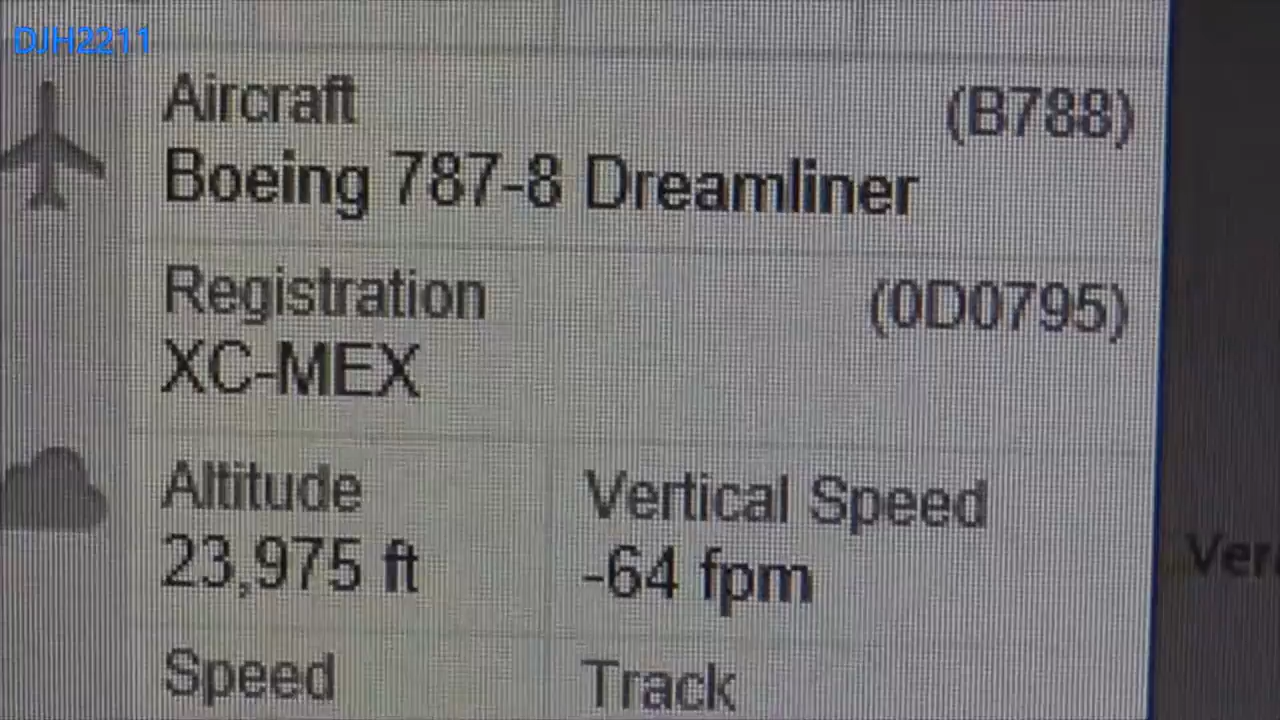 DJH2211
Aircraft (B788)
Boeing 787-8 Dreamliner
Registration (0D0795)
XC-MEX
Altitude Vertical Speed
23,975 ft -64 fpm
Ver
Speed Track